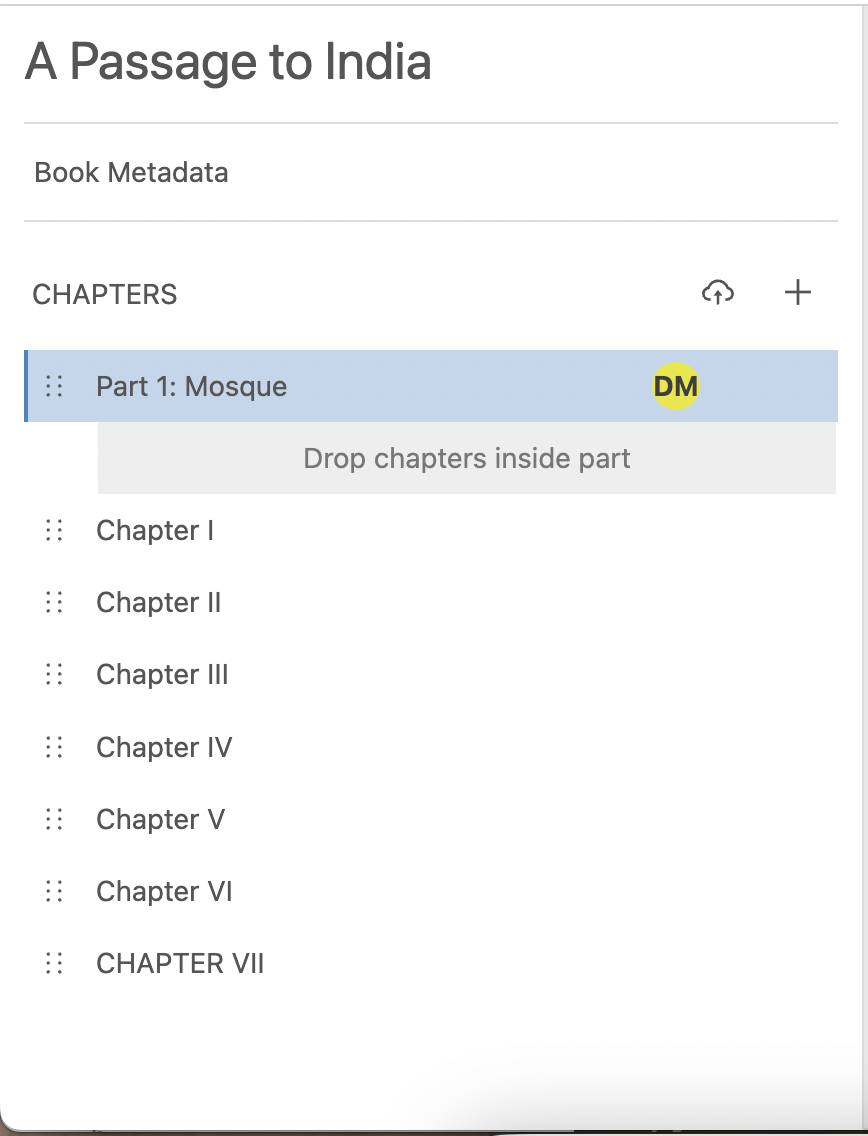 A Passage to India
Book Metadata
CHAPTERS
Part 1: Mosque DM
Drop chapters inside part
Chapter I
Chapter II
Chapter III
Chapter IV
Chapter V
Chapter VI
CHAPTER VII